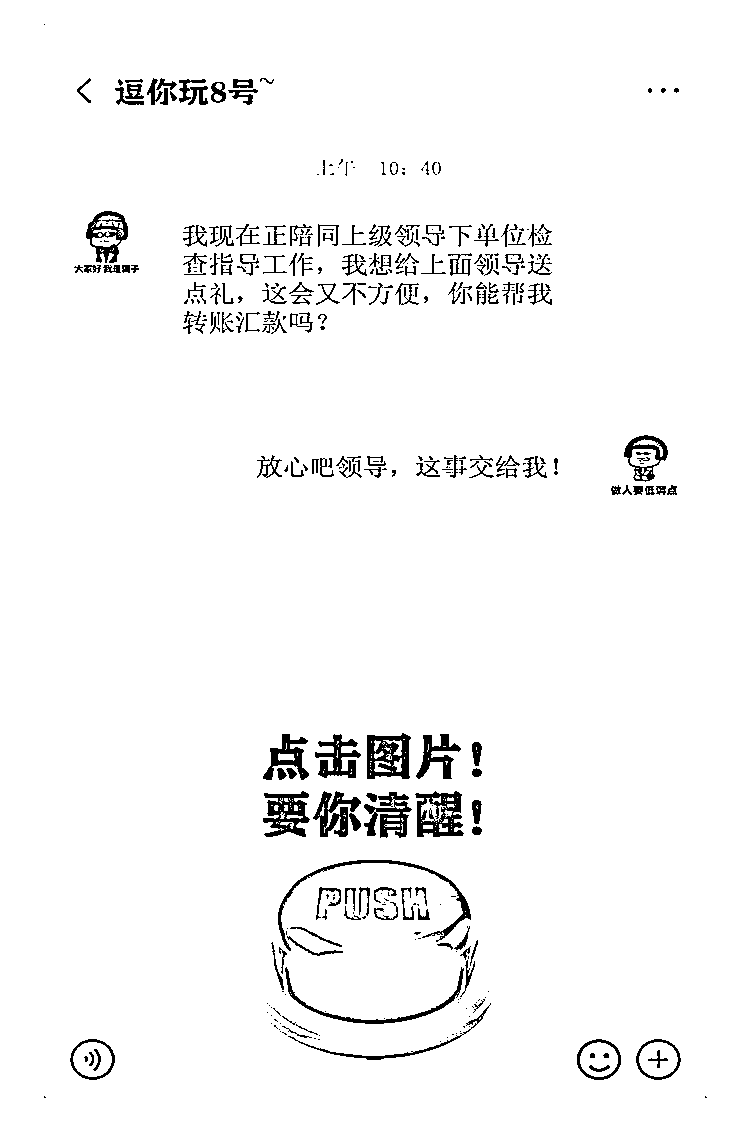 逗你玩8号~
上午 10：40
我现在正陪同上级领导下单位检
查指导工作，我想给上面领导送
点礼，这会又不方便，你能帮我
转账汇款吗？
大家好 我是骗子
放心吧领导，这事交给我！
做人要低调点
点击图片！
要你清醒！
PUSH